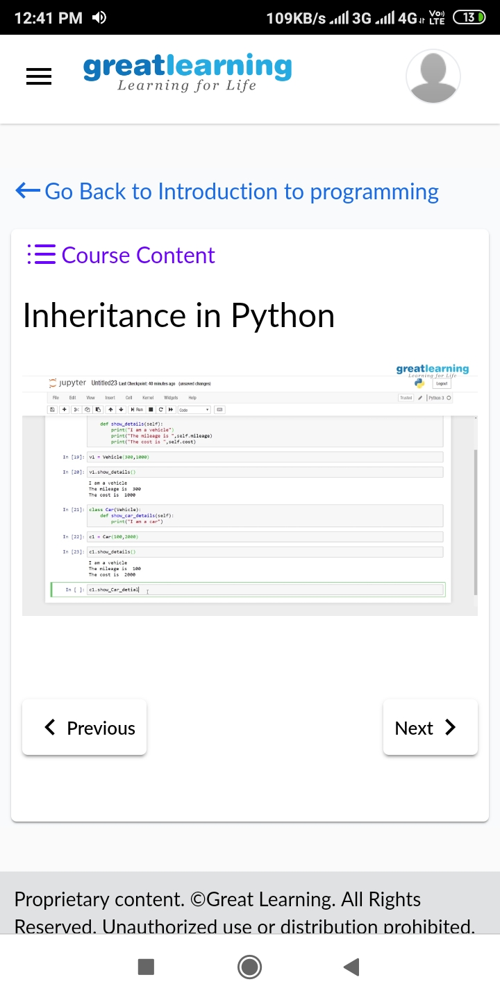 12:41 PM 109KB/s 3G 4G Vo) LTE 13
greatlearning
Learning for Life
Go Back to Introduction to programming
Course Content
Inheritance in Python
greatlearning
Learning for Life
jupyter Untitled23 Last Checkpoint: 40 minutes ago (unsaved changes) Logout
File Edit View Insert Cell Kernel Widgets Help Trusted Python 3
Run Code
def show_details(self):
print("I am a vehicle")
print("The mileage is ",self.mileage)
print("The cost is ",self.cost)
In [19]: v1 = Vehicle(300,1000)
In [20]: v1.show_details()
I am a vehicle
The mileage is 300
The cost is 1000
In [21]: class Car(Vehicle):
def show_car_details(self):
print("I am a car")
In [22]: c1 = Car(100,2000)
In [23]: c1.show_details()
I am a vehicle
The mileage is 100
The cost is 2000
In [ ]: c1.show_Car_detial
Previous Next
Proprietary content. ©Great Learning. All Rights
Reserved. Unauthorized use or distribution prohibited.